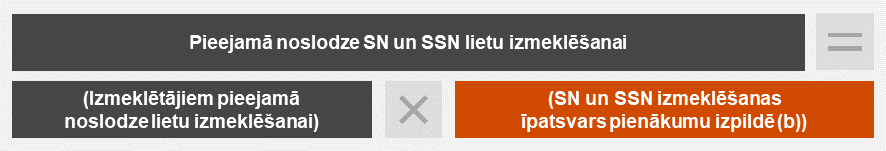 Pieejamā noslodze SN un SSN lietu izmeklēšanai
=
(Izmeklētājiem pieejamā
noslodze lietu izmeklēšanai)
×
(SN un SSN izmeklēšanas
īpatsvars pienākumu izpildē (b))